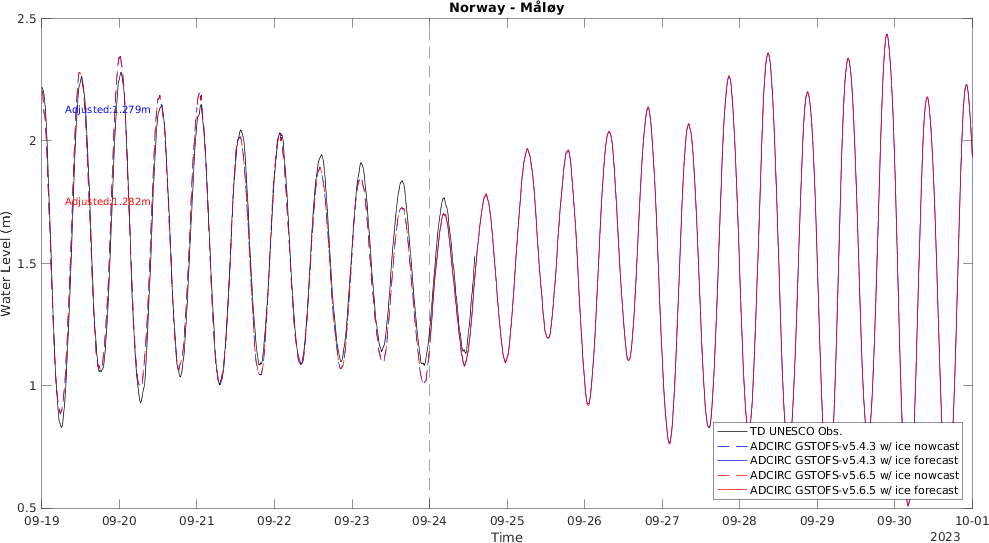 Norway - Måløy
2.5
2
1.5
1
0.5
Water Level (m)
Adjusted:1.279m
Adjusted:1.282m
TD UNESCO Obs.
ADCIRC GSTOFS-v5.4.3 w/ ice nowcast
ADCIRC GSTOFS-v5.4.3 w/ ice forecast
ADCIRC GSTOFS-v5.6.5 w/ ice nowcast
ADCIRC GSTOFS-v5.6.5 w/ ice forecast
09-19 09-20 09-21 09-22 09-23 09-24 09-25 09-26 09-27 09-28 09-29 09-30 10-01
Time
2023